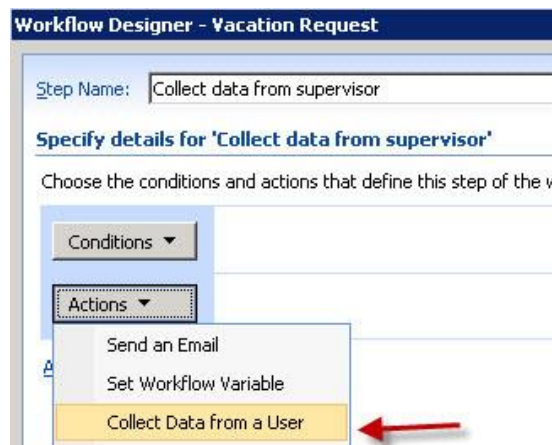 Workflow Designer - Vacation Request
Step Name: Collect data from supervisor
Specify details for 'Collect data from supervisor'
Choose the conditions and actions that define this step of the
Conditions
Actions
Send an Email
Set Workflow Variable
Collect Data from a User